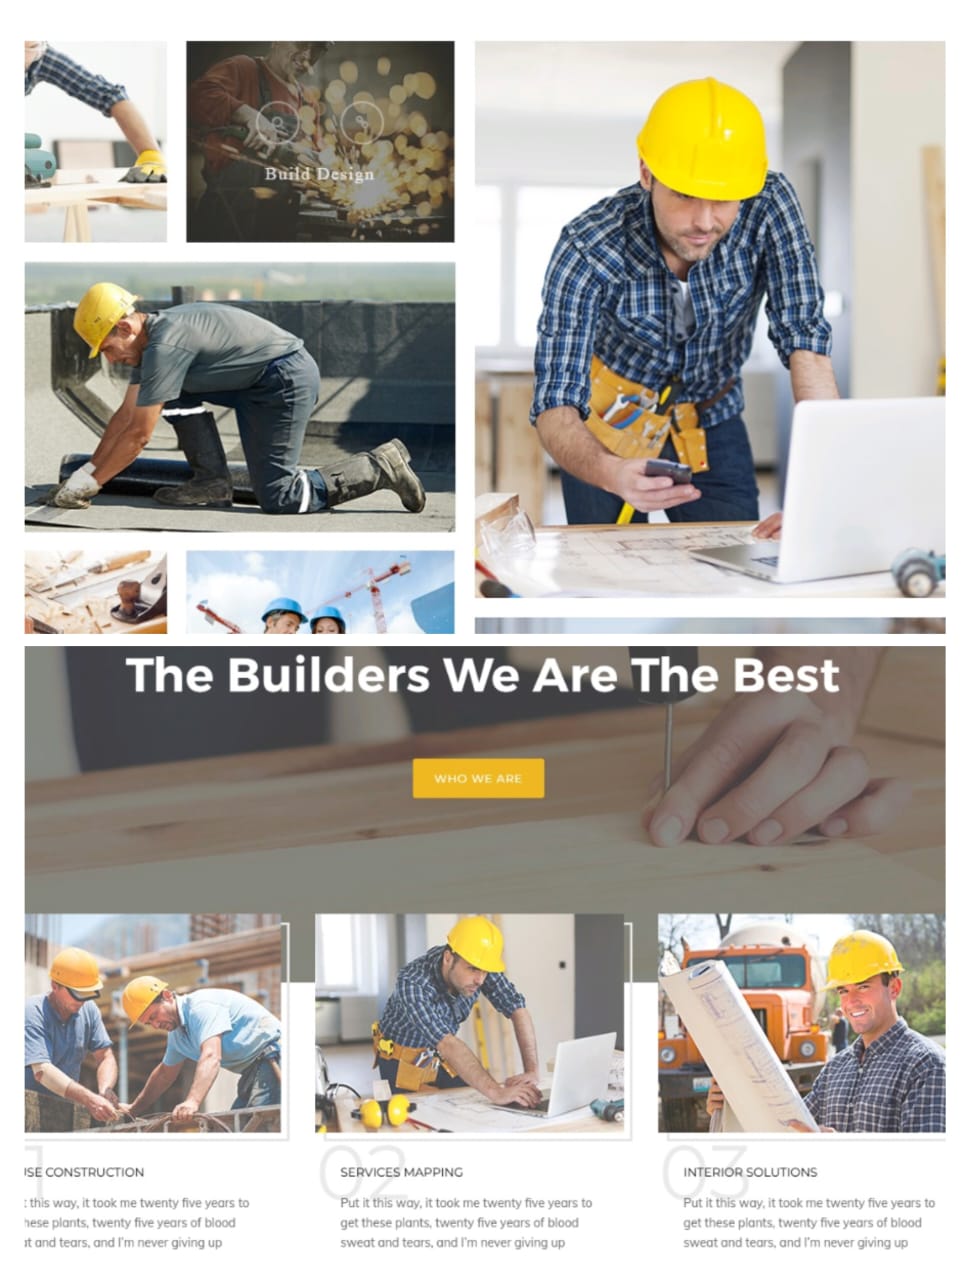 Build Design
The Builders We Are The Best
WHO WE ARE
01
USE CONSTRUCTION
t this way, it took me twenty five years to
these plants, twenty five years of blood
at and tears, and I'm never giving up
02
SERVICES MAPPING
Put it this way, it took me twenty five years to
get these plants, twenty five years of blood
sweat and tears, and I'm never giving up
03
INTERIOR SOLUTIONS
Put it this way, it took me twenty five years to
get these plants, twenty five years of blood
sweat and tears, and I'm never giving up